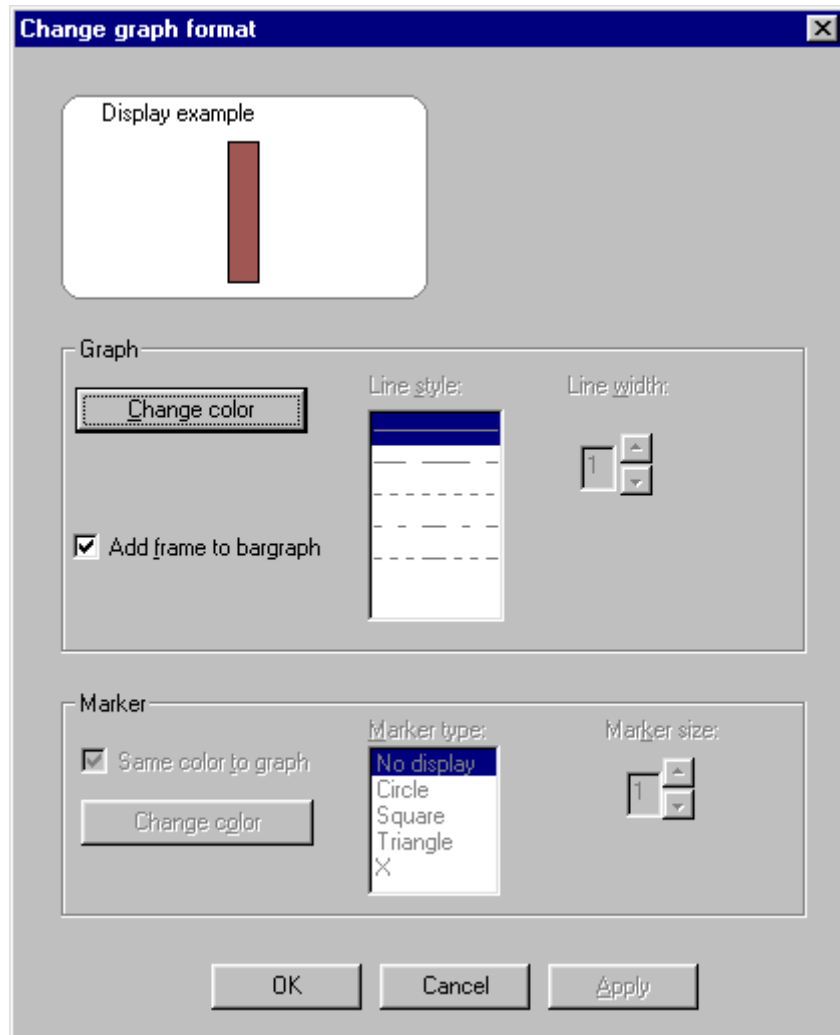 Change graph format
Display example
Graph
Change color
Line style:
Line width:
1
Add frame to bargraph
Marker
Same color to graph
Change color
Marker type:
No display
Circle
Square
Triangle
X
Marker size:
1
OK
Cancel
Apply